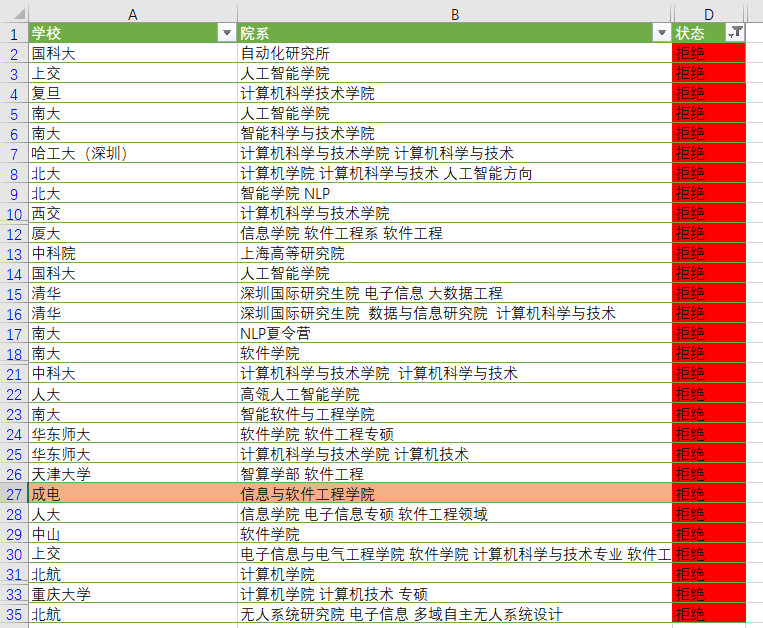 A B D
1 学校 院系 状态
2 国科大 自动化研究所 拒绝
3 上交 人工智能学院 拒绝
4 复旦 计算机科学技术学院 拒绝
5 南大 人工智能学院 拒绝
6 南大 智能科学与技术学院 拒绝
7 哈工大（深圳） 计算机科学与技术学院 计算机科学与技术 拒绝
8 北大 计算机学院 计算机科学与技术 人工智能方向 拒绝
9 北大 智能学院 NLP 拒绝
10 西交 计算机科学与技术学院 拒绝
12 厦大 信息学院 软件工程系 软件工程 拒绝
13 中科院 上海高等研究院 拒绝
14 国科大 人工智能学院 拒绝
15 清华 深圳国际研究生院 电子信息 大数据工程 拒绝
16 清华 深圳国际研究生院 数据与信息研究院 计算机科学与技术 拒绝
17 南大 NLP夏令营 拒绝
18 南大 软件学院 拒绝
21 中科大 计算机科学与技术学院 计算机科学与技术 拒绝
22 人大 高瓴人工智能学院 拒绝
23 南大 智能软件与工程学院 拒绝
24 华东师大 软件学院 软件工程专硕 拒绝
25 华东师大 计算机科学与技术学院 计算机技术 拒绝
26 天津大学 智算学部 软件工程 拒绝
27 成电 信息与软件工程学院 拒绝
28 人大 信息学院 电子信息专硕 软件工程领域 拒绝
29 中山 软件学院 拒绝
30 上交 电子信息与电气工程学院 软件学院 计算机科学与技术专业 软件工 拒绝
31 北航 计算机学院 拒绝
33 重庆大学 计算机学院 计算机技术 专硕 拒绝
35 北航 无人系统研究院 电子信息 多域自主无人系统设计 拒绝